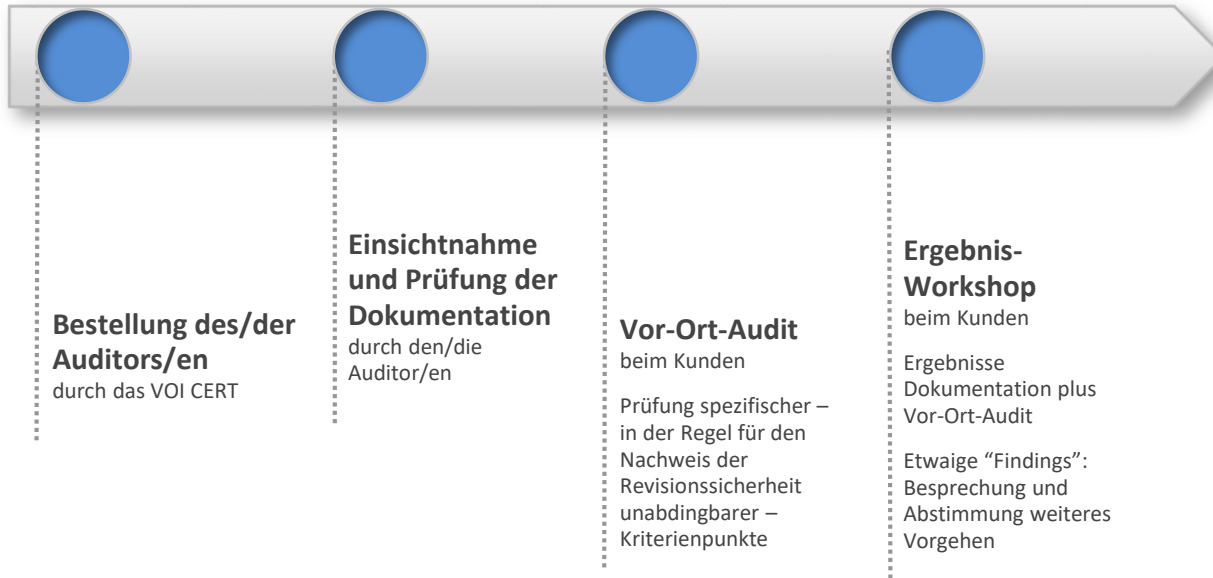 Bestellung des/der
Auditors/en
durch das VOI CERT
Einsichtnahme
und Prüfung der
Dokumentation
durch den/die
Auditor/en
Vor-Ort-Audit
beim Kunden
Prüfung spezifischer –
in der Regel für den
Nachweis der
Revisionssicherheit
unabdingbarer –
Kriterienpunkte
Ergebnis-
Workshop
beim Kunden
Ergebnisse
Dokumentation plus
Vor-Ort-Audit
Etwaige “Findings”:
Besprechung und
Abstimmung weiteres
Vorgehen